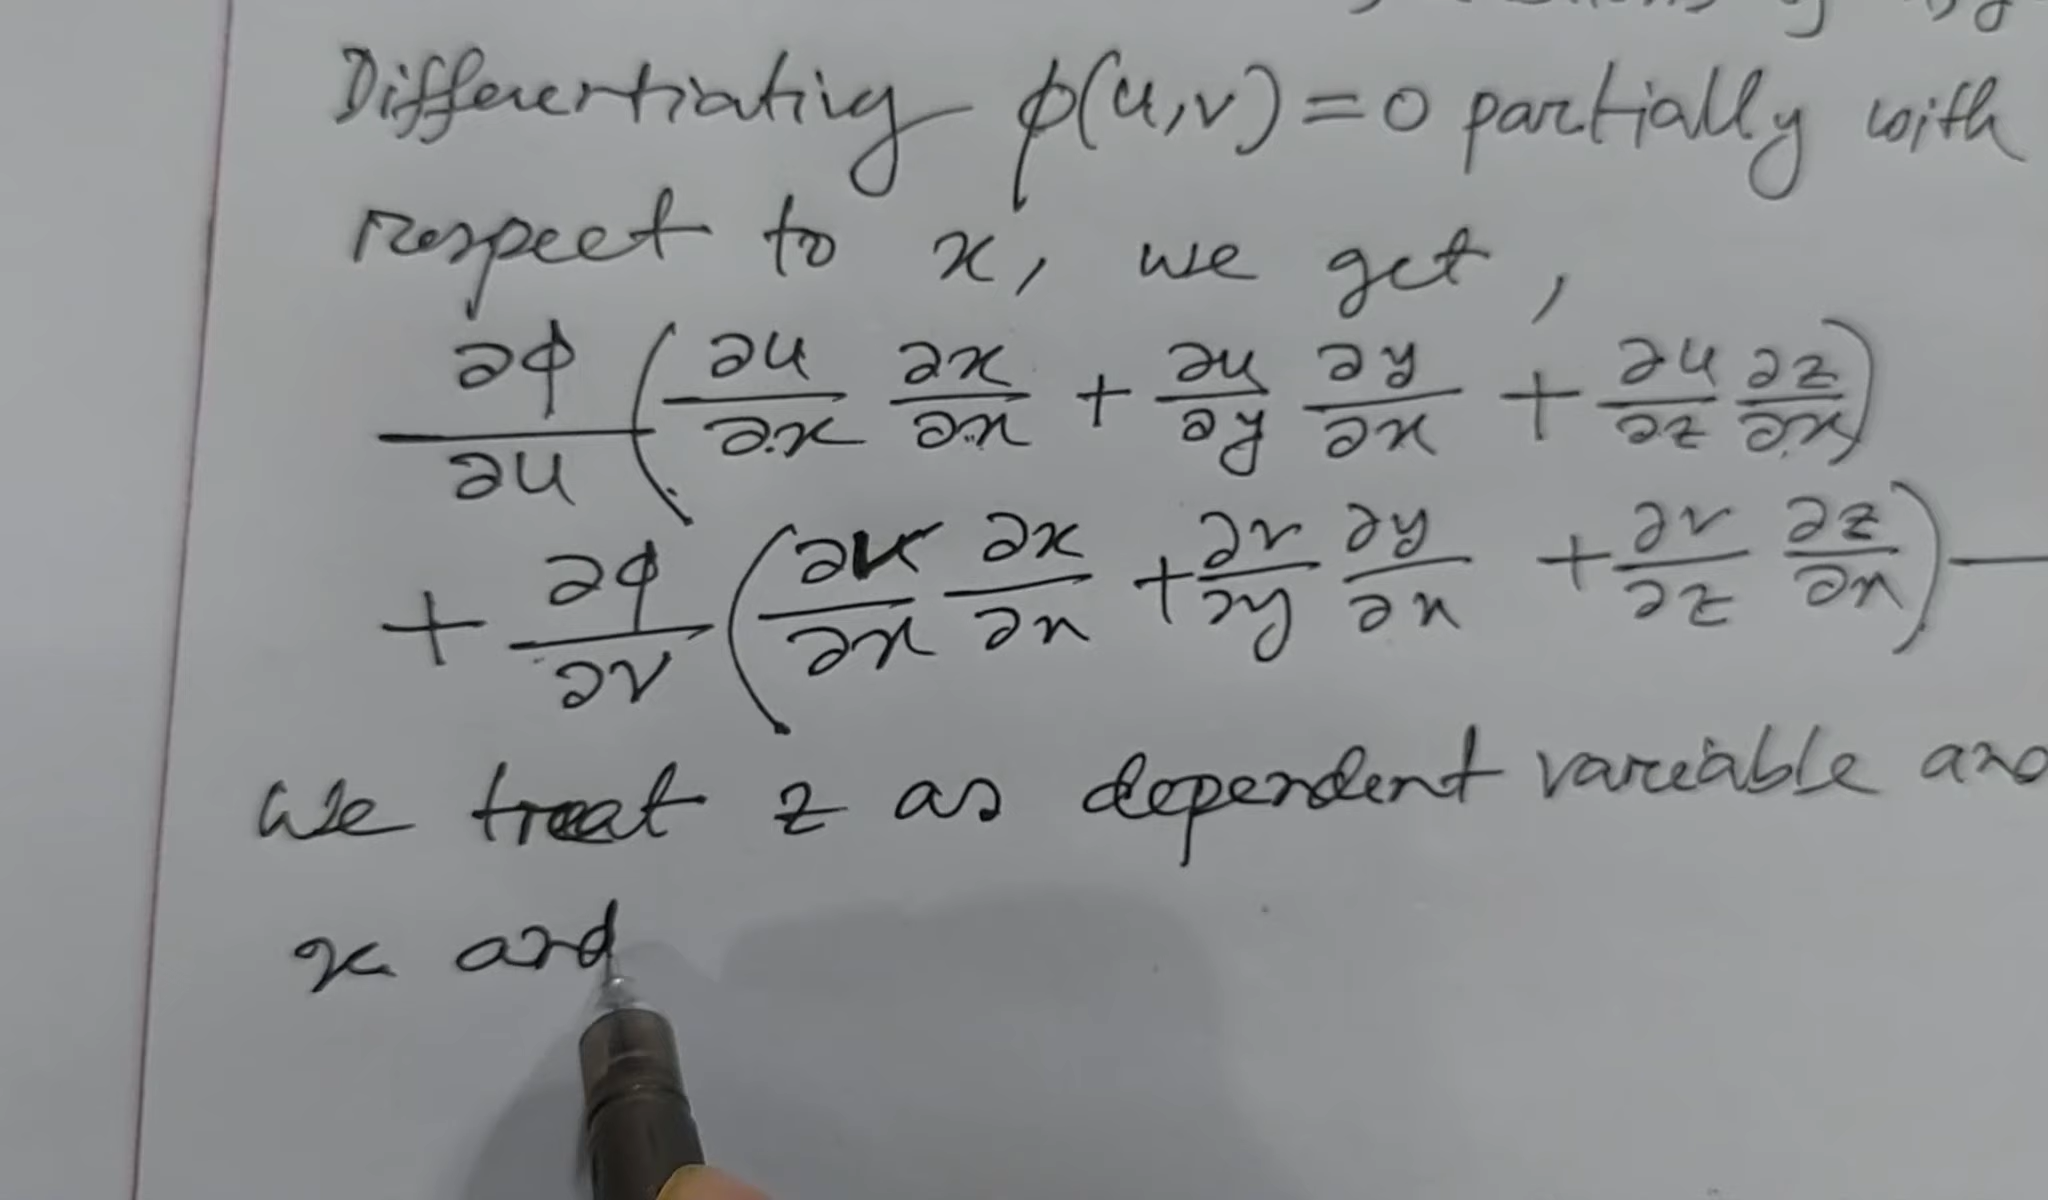 Differentiating ϕ(u,v)=0 partially with
respect to x, we get,
∂ϕ/∂u (∂u/∂x ∂x/∂x + ∂u/∂y ∂y/∂x + ∂u/∂z ∂z/∂x)
+ ∂ϕ/∂v (∂v/∂x ∂x/∂x + ∂v/∂y ∂y/∂x + ∂v/∂z ∂z/∂x) —
We treat z as dependent variable and
x and